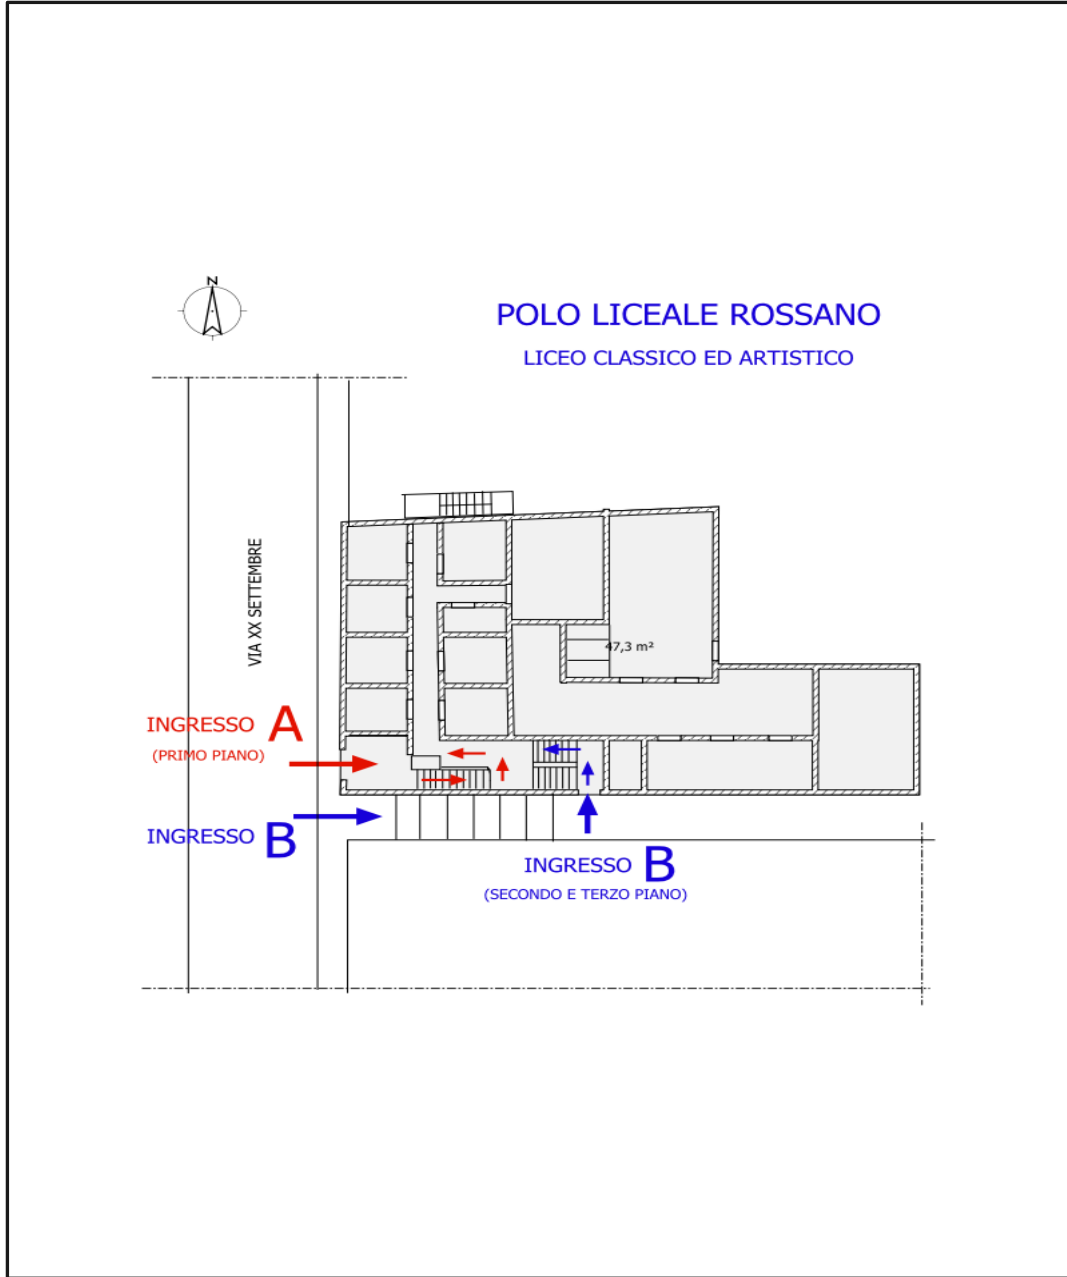 N
POLO LICEALE ROSSANO
LICEO CLASSICO ED ARTISTICO
VIA XX SETTEMBRE
47,3 m²
INGRESSO A
(PRIMO PIANO)
INGRESSO B
INGRESSO B
(SECONDO E TERZO PIANO)